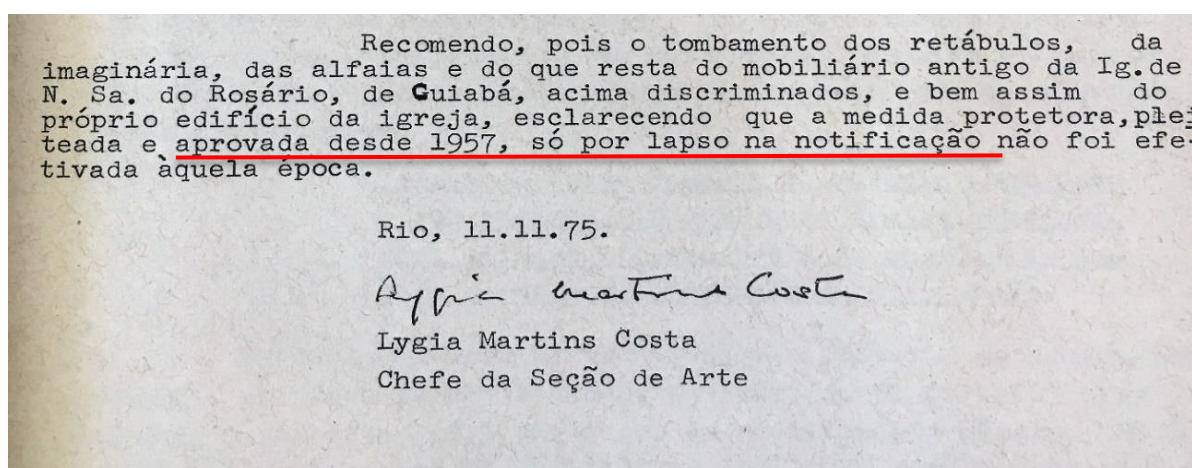 Recomendo, pois o tombamento dos retábulos, da
imaginária, das alfaias e do que resta do mobiliário antigo da Ig.de
N. Sa. do Rosário, de Cuiabá, acima discriminados, e bem assim do
próprio edifício da igreja, esclarecendo que a medida protetora,plei
teada e aprovada desde 1957, só por lapso na notificação não foi efe-
tivada àquela época.
Rio, 11.11.75.
Lygia Martins Costa
Lygia Martins Costa
Chefe da Seção de Arte